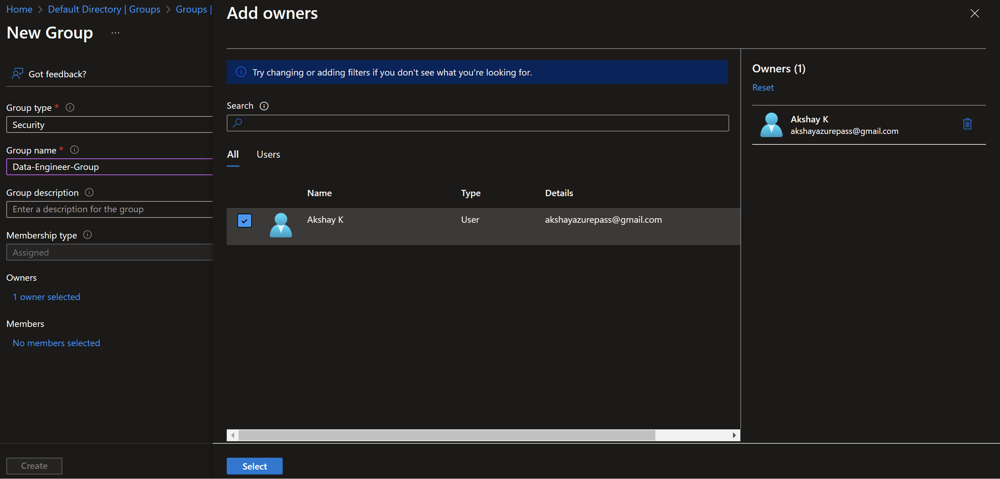 Home > Default Directory | Groups > Groups |
New Group ...
Got feedback?
Group type *
Security
Group name *
Data-Engineer-Group
Group description
Enter a description for the group
Membership type
Assigned
Owners
1 owner selected
Members
No members selected
Create
Add owners
Try changing or adding filters if you don't see what you're looking for.
Search
All Users
Name Type Details
Akshay K User akshayazurepass@gmail.com
Select
Owners (1)
Reset
Akshay K
akshayazurepass@gmail.com